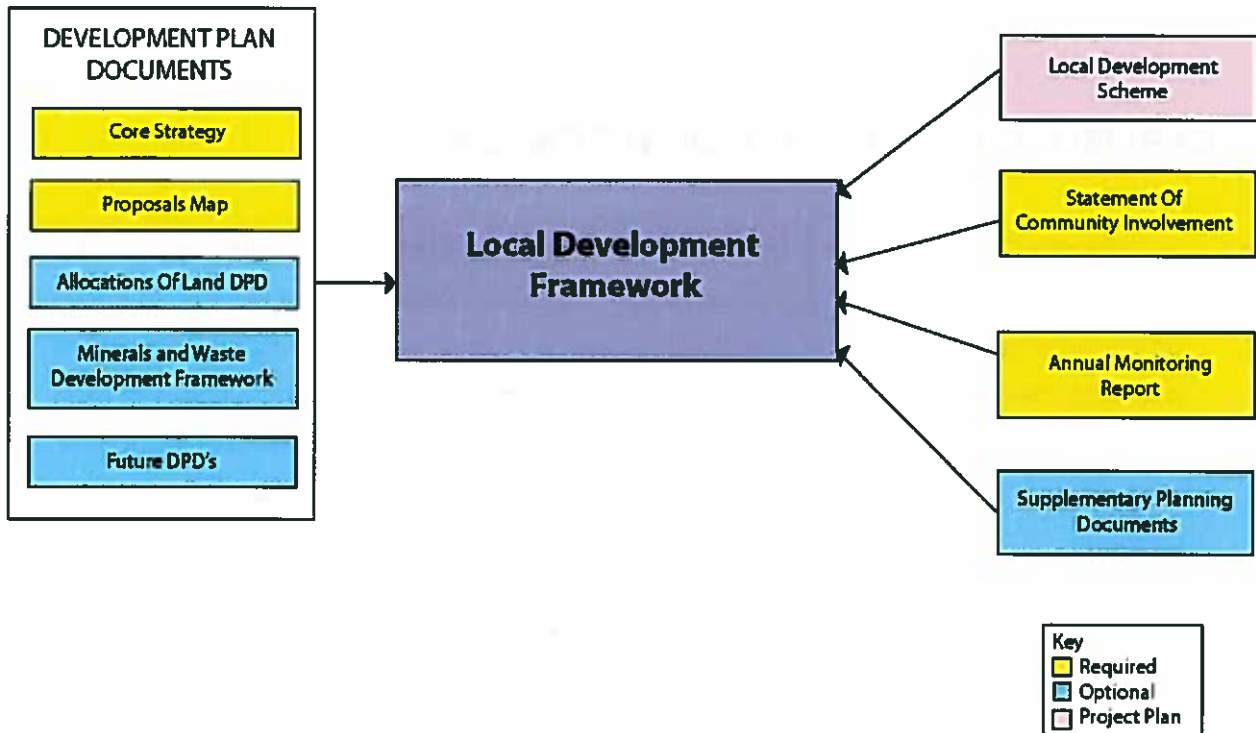 DEVELOPMENT PLAN
DOCUMENTS
Core Strategy
Proposals Map
Allocations Of Land DPD
Minerals and Waste
Development Framework
Future DPD's
Local Development
Framework
Local Development
Scheme
Statement Of
Community Involvement
Annual Monitoring
Report
Supplementary Planning
Documents
Key
Required
Optional
Project Plan